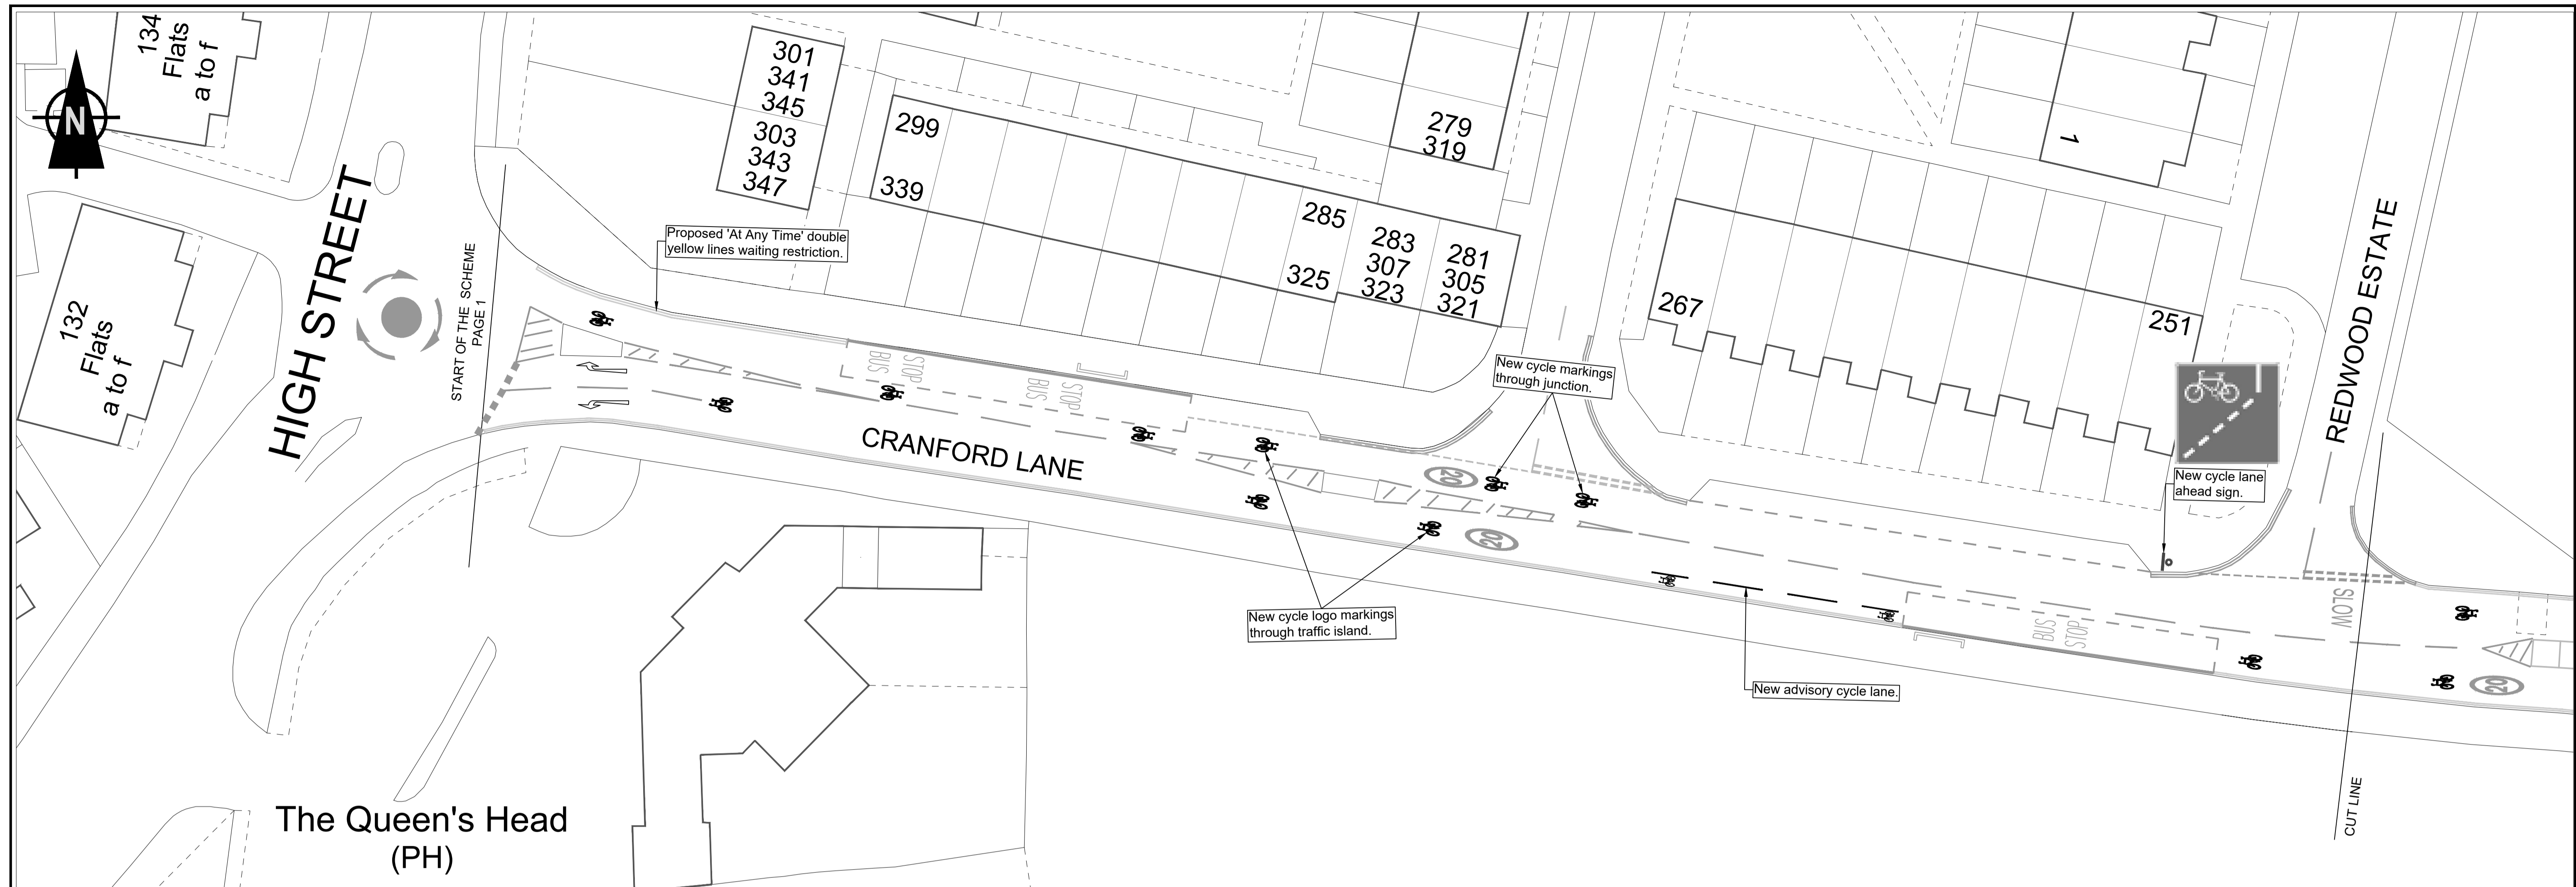 134
Flats
a to f
N
132
Flats
a to f
HIGH STREET
START OF THE SCHEME
PAGE 1
301
341
345
303
343
347
299
339
285
325
283
307
323
281
305
321
279
319
Proposed 'At Any Time' double
yellow lines waiting restriction.
BUS
STOP
BUS
STOP
CRANFORD LANE
New cycle markings
through junction.
20
20
New cycle logo markings
through traffic island.
267
251
1
REDWOOD ESTATE
New cycle lane
ahead sign.
New advisory cycle lane.
BUS
STOP
SLOW
20
CUT LINE
The Queen's Head
(PH)